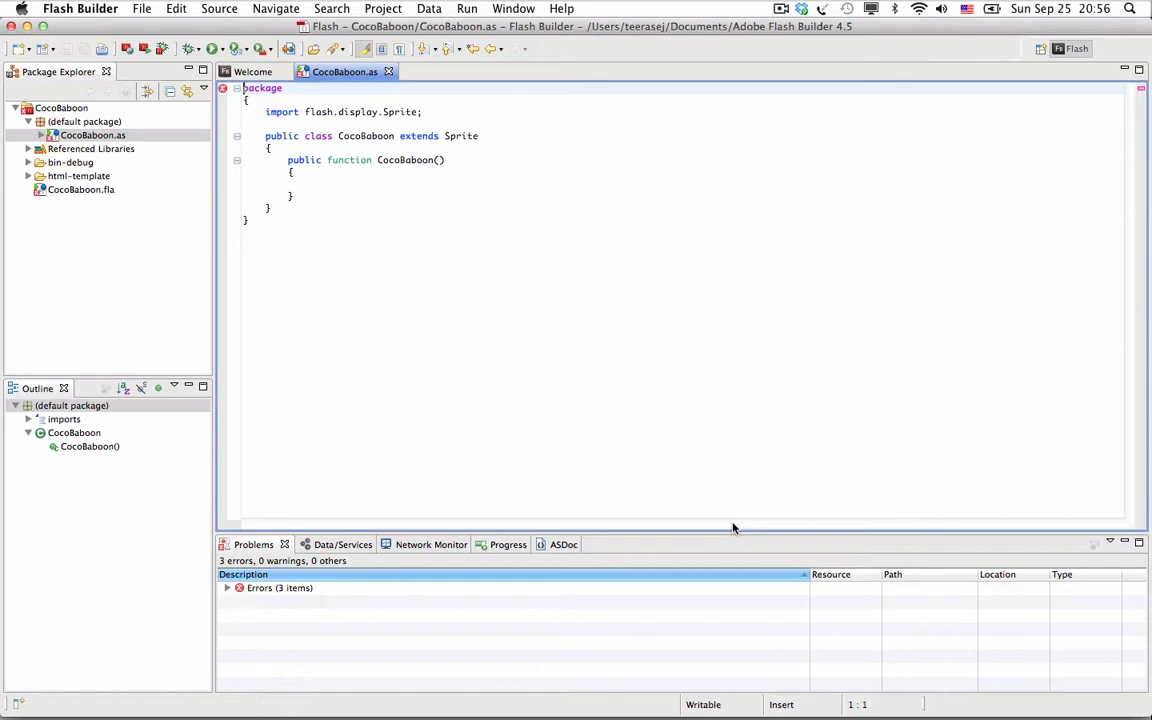 Flash Builder File Edit Source Navigate Search Project Data Run Window Help Sun Sep 25 20:56
Flash – CocoBaboon/CocoBaboon.as – Flash Builder – /Users/teerasej/Documents/Adobe Flash Builder 4.5
Fn Flash
Package Explorer
Fn Welcome CocoBaboon.as
CocoBaboon
(default package)
CocoBaboon.as
Referenced Libraries
bin-debug
html-template
CocoBaboon.fla
package
{
import flash.display.Sprite;
public class CocoBaboon extends Sprite
{
public function CocoBaboon()
{
}
}
}
Outline
(default package)
imports
CocoBaboon
CocoBaboon()
Problems Data/Services Network Monitor Progress ASDoc
3 errors, 0 warnings, 0 others
Description Resource Path Location Type
Errors (3 items)
Writable Insert 1 : 1